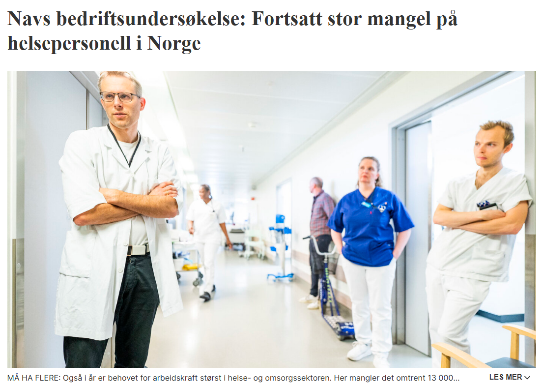 Navs bedriftsundersøkelse: Fortsatt stor mangel på
helsepersonell i Norge
MÅ HA FLERE: Også i år er behovet for arbeidskraft størst i helse- og omsorgssektoren. Her mangler det omtrent 13 000...
LES MER